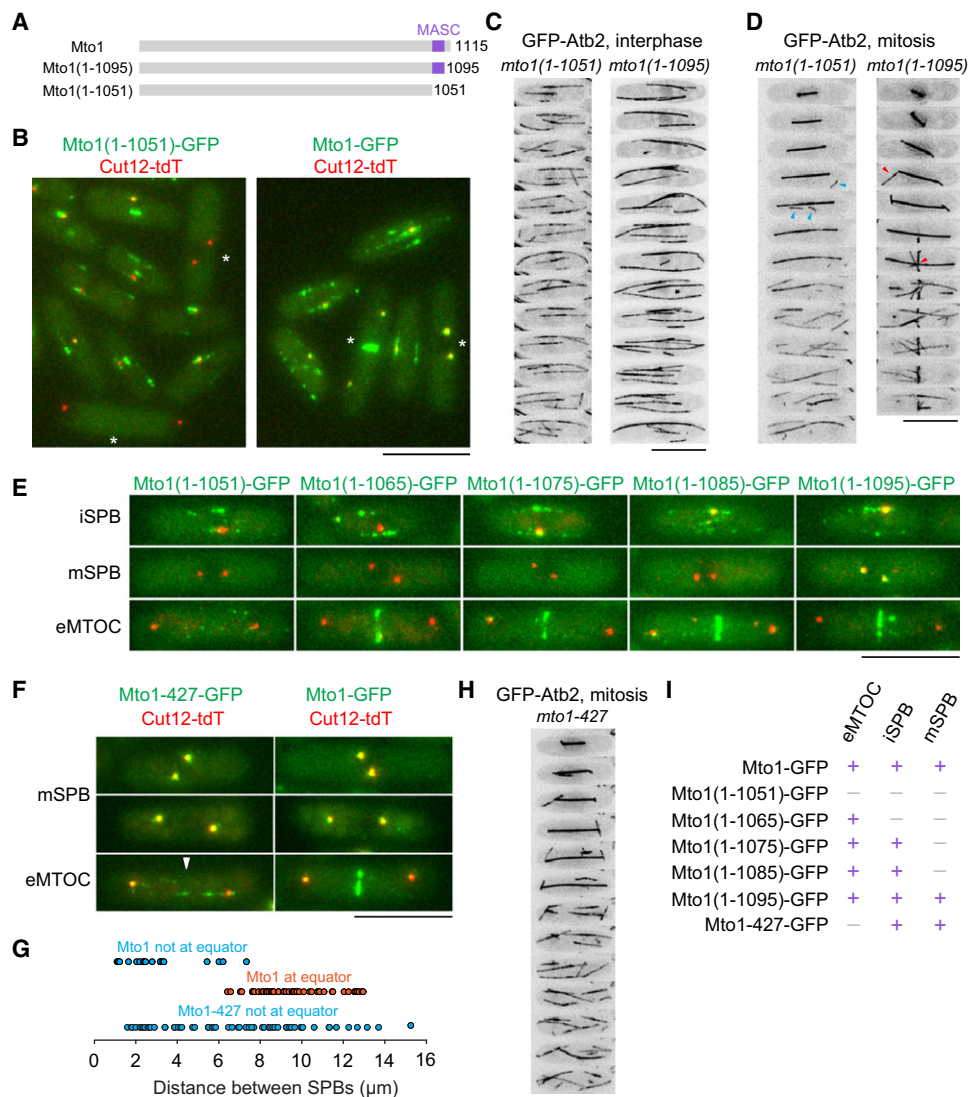 A
MASC
Mto1
1115
Mto1(1-1095)
1095
Mto1(1-1051)
1051
B
Mto1(1-1051)-GFP
Cut12-tdT
Mto1-GFP
Cut12-tdT
*
*
*
*
C
GFP-Atb2, interphase
mto1(1-1051) mto1(1-1095)
D
GFP-Atb2, mitosis
mto1(1-1051) mto1(1-1095)
E
Mto1(1-1051)-GFP Mto1(1-1065)-GFP Mto1(1-1075)-GFP Mto1(1-1085)-GFP Mto1(1-1095)-GFP
iSPB
mSPB
eMTOC
F
Mto1-427-GFP
Cut12-tdT
Mto1-GFP
Cut12-tdT
mSPB
eMTOC
G
Mto1 not at equator
Mto1 at equator
Mto1-427 not at equator
0 2 4 6 8 10 12 14 16
Distance between SPBs (µm)
H
GFP-Atb2, mitosis
mto1-427
I
eMTOC iSPB mSPB
Mto1-GFP + + +
Mto1(1-1051)-GFP − − −
Mto1(1-1065)-GFP + − −
Mto1(1-1075)-GFP + + −
Mto1(1-1085)-GFP + + −
Mto1(1-1095)-GFP + + +
Mto1-427-GFP − + +